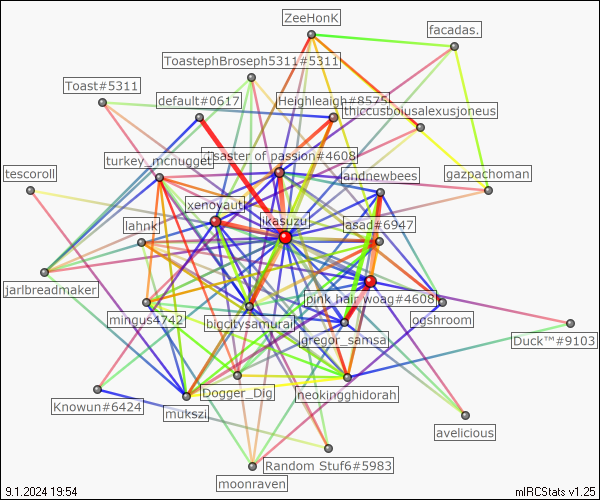 ZeeHonK
facadas.
ToastephBroseph5311#5311
Toast#5311
default#0617
Heighleaigh#8575
thiccusboiusalexusjoneus
turkey_mcnugget
saster of passion#4608
tescoroll
andnewbees
gazpachoman
xenoyaut
ikasuzu
lahnk
asad#6947
jarlbreadmaker
pink hair woag#4608
mingus4742
bigcitysamurai
ogshroom
gregor_samsa
Duck™#9103
Dogger_Dig
neokingghidorah
Knowun#6424
mukszi
avelicious
Random Stuf6#5983
moonraven
9.1.2024 19:54
mIRCStats v1.25